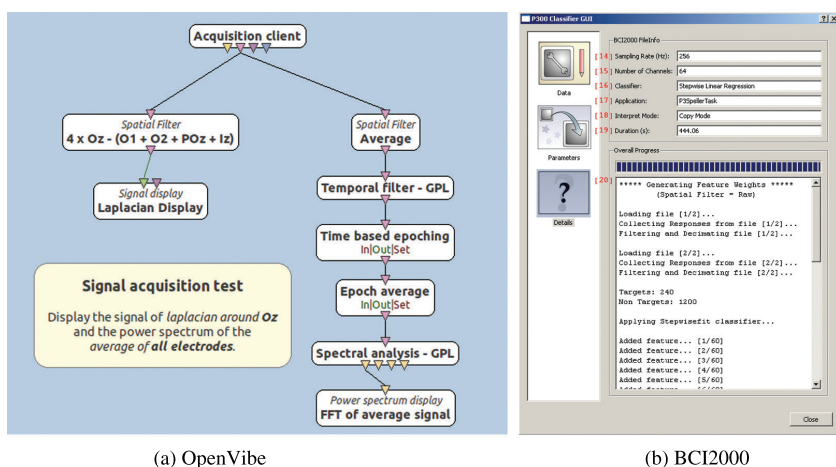 Acquisition client
Spatial Filter
4 x Oz - (O1 + O2 + POz + Iz)
Signal display
Laplacian Display
Spatial Filter
Average
Temporal filter - GPL
Time based epoching
In|Out|Set
Epoch average
In|Out|Set
Spectral analysis - GPL
Power spectrum display
FFT of average signal
Signal acquisition test
Display the signal of laplacian around Oz
and the power spectrum of the
average of all electrodes.
(a) OpenVibe
P300 Classifier GUI
Data
Parameters
Details
BCI2000 FileInfo
[14] Sampling Rate (Hz): 256
[15] Number of Channels: 64
[16] Classifier: Stepwise Linear Regression
[17] Application: P3SpellerTask
[18] Interpret Mode: Copy Mode
[19] Duration (s): 444.06
Overall Progress
[20]
***** Generating Feature Weights *****
(Spatial Filter = Raw)
Loading file [1/2]...
Collecting Responses from file [1/2]...
Filtering and Decimating file [1/2]...
Loading file [2/2]...
Collecting Responses from file [2/2]...
Filtering and Decimating file [2/2]...
Targets: 240
Non Targets: 1200
Applying Stepwisefit classifier...
Added feature... [1/60]
Added feature... [2/60]
Added feature... [3/60]
Added feature... [4/60]
Added feature... [5/60]
Added feature... [6/60]
Close
(b) BCI2000